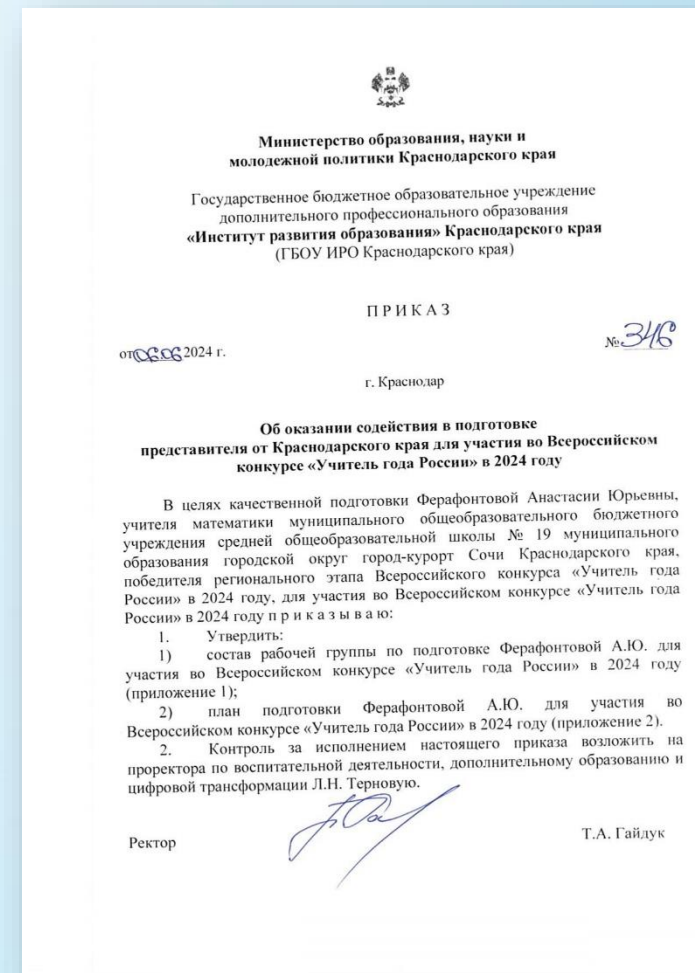 Министерство образования, науки и
молодежной политики Краснодарского края
Государственное бюджетное образовательное учреждение
дополнительного профессионального образования
«Институт развития образования» Краснодарского края
(ГБОУ ИРО Краснодарского края)
П Р И К А З
от 06.06 2024 г.
№ 346
г. Краснодар
Об оказании содействия в подготовке
представителя от Краснодарского края для участия во Всероссийском
конкурсе «Учитель года России» в 2024 году
В целях качественной подготовки Ферафонтовой Анастасии Юрьевны,
учителя математики муниципального общеобразовательного бюджетного
учреждения средней общеобразовательной школы № 19 муниципального
образования городской округ город-курорт Сочи Краснодарского края,
победителя регионального этапа Всероссийского конкурса «Учитель года
России» в 2024 году, для участия во Всероссийском конкурсе «Учитель года
России» в 2024 году п р и к а з ы в а ю:
1. Утвердить:
1) состав рабочей группы по подготовке Ферафонтовой А.Ю. для
участия во Всероссийском конкурсе «Учитель года России» в 2024 году
(приложение 1);
2) план подготовки Ферафонтовой А.Ю. для участия во
Всероссийском конкурсе «Учитель года России» в 2024 году (приложение 2).
2. Контроль за исполнением настоящего приказа возложить на
проректора по воспитательной деятельности, дополнительному образованию и
цифровой трансформации Л.Н. Терновую.
Ректор
Т.А. Гайдук